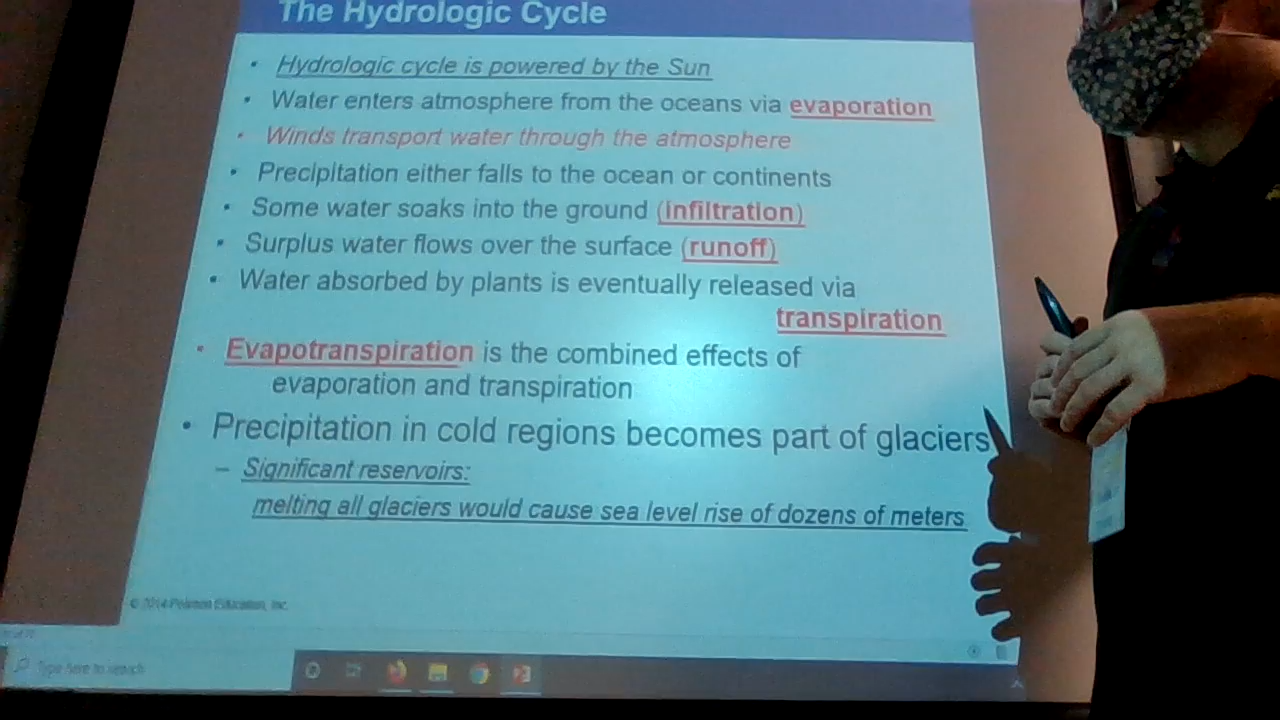 The Hydrologic Cycle
• Hydrologic cycle is powered by the Sun
• Water enters atmosphere from the oceans via evaporation
• Winds transport water through the atmosphere
• Precipitation either falls to the ocean or continents
• Some water soaks into the ground (infiltration)
• Surplus water flows over the surface (runoff)
• Water absorbed by plants is eventually released via
transpiration
• Evapotranspiration is the combined effects of
evaporation and transpiration
• Precipitation in cold regions becomes part of glaciers
– Significant reservoirs:
melting all glaciers would cause sea level rise of dozens of meters
© 2014 Pearson Education, Inc.
Type here to search